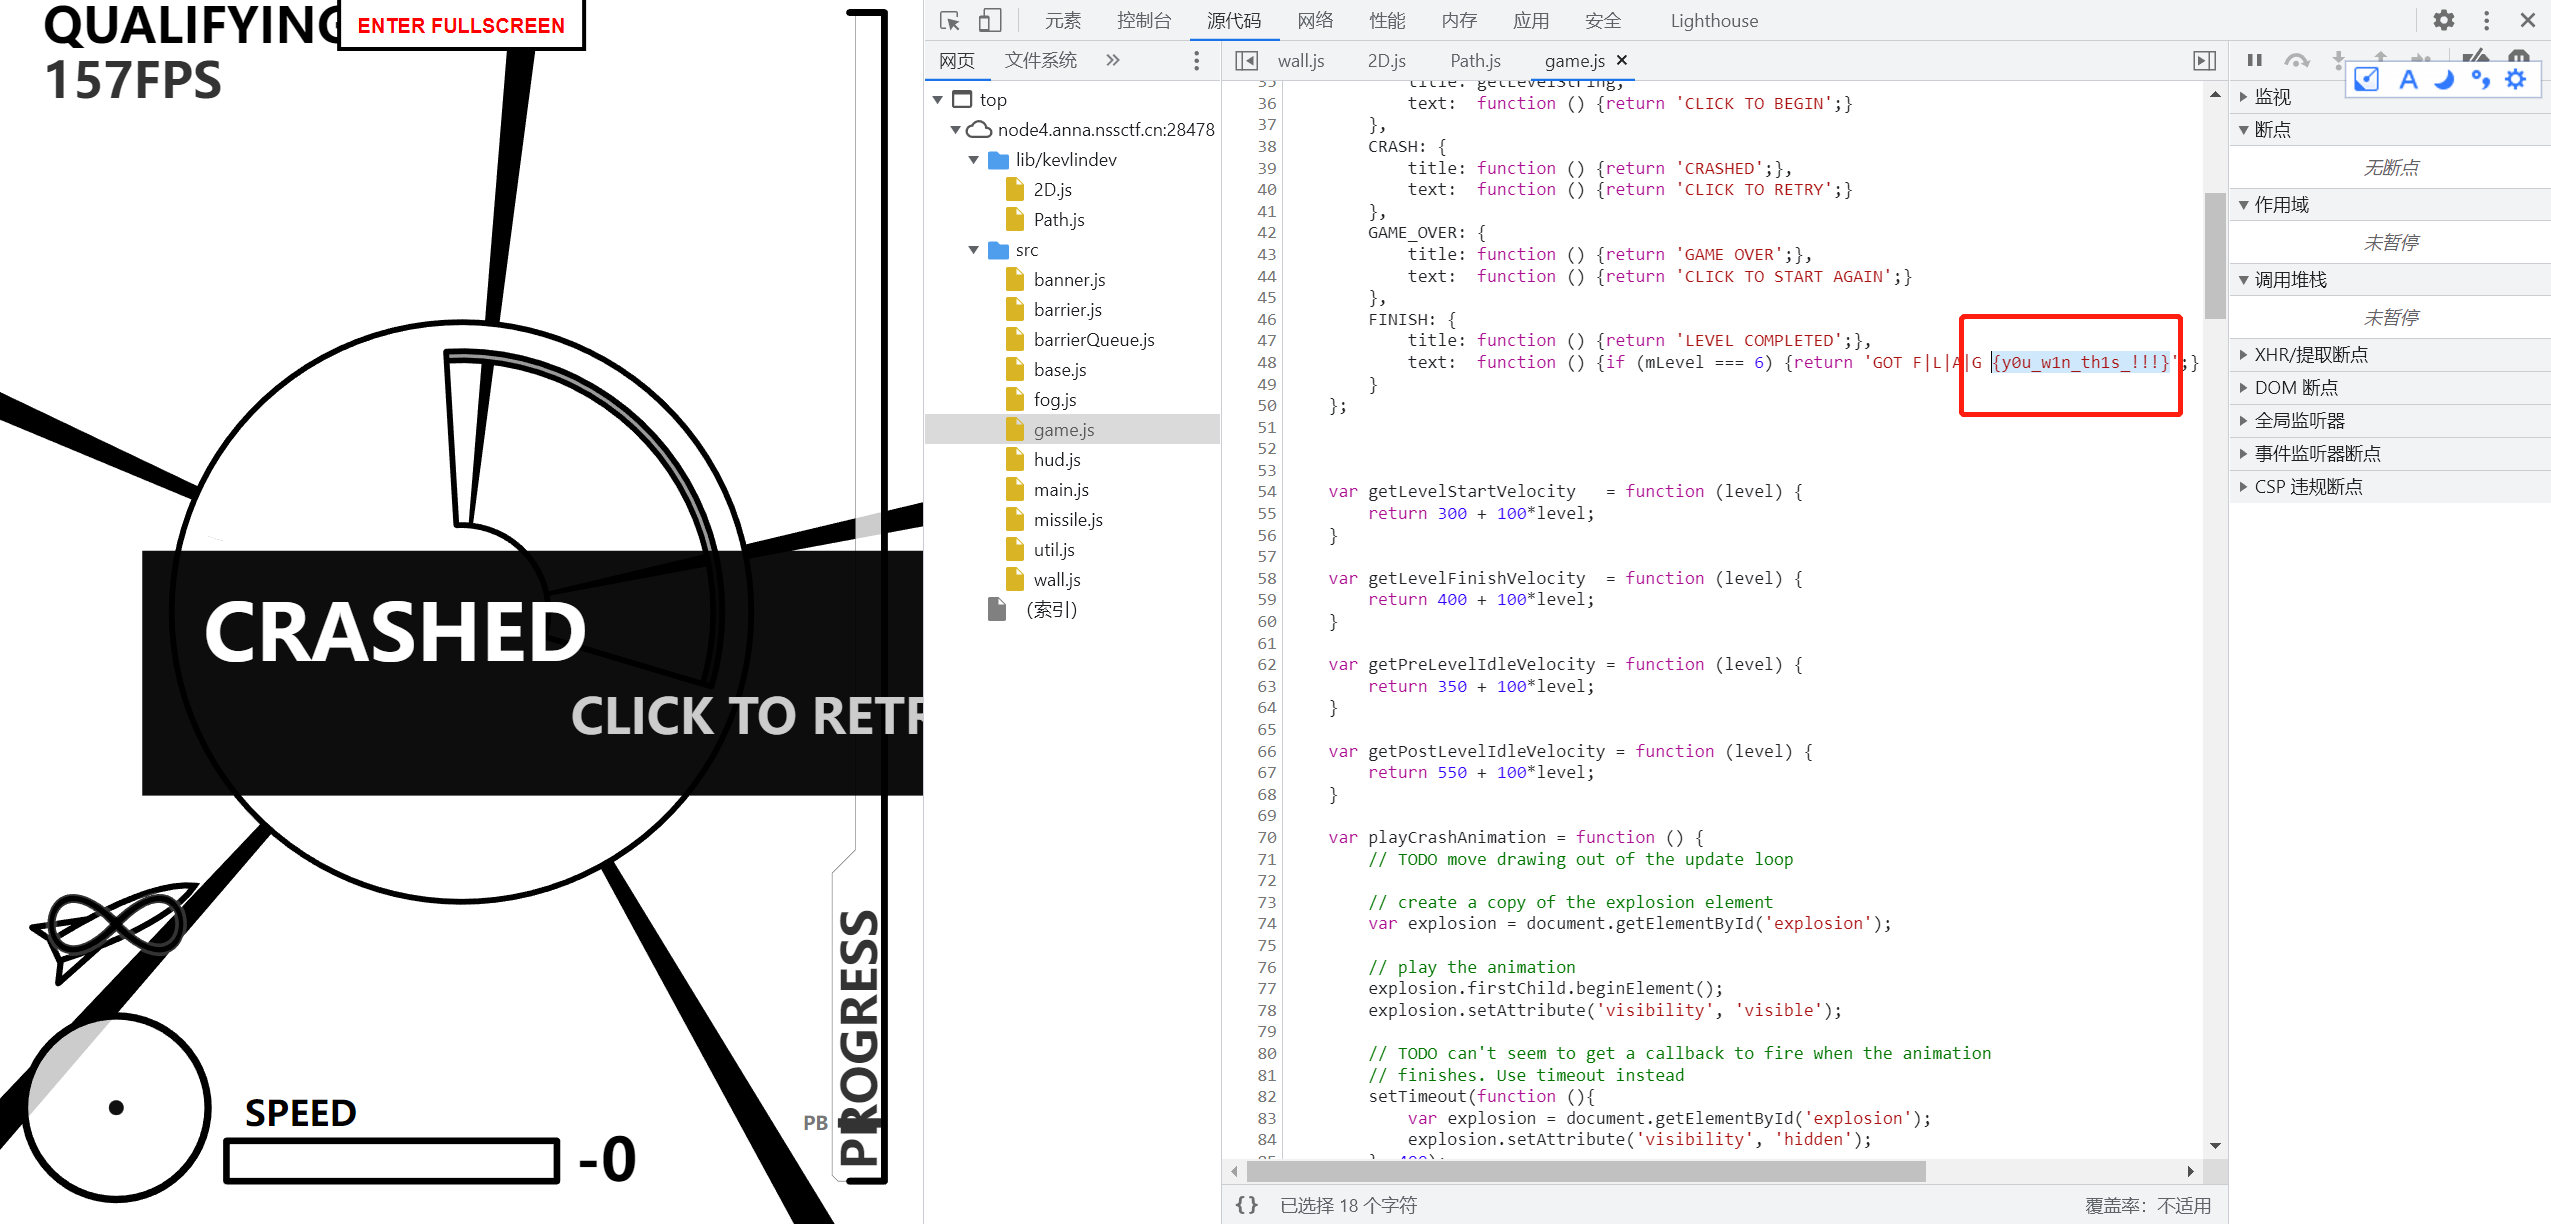 QUALIFYING
ENTER FULLSCREEN
157FPS
CRASHED
CLICK TO RETR
SPEED
-0
PB
PROGRESS
元素 控制台 源代码 网络 性能 内存 应用 安全 Lighthouse
网页 文件系统
top
node4.anna.nssctf.cn:28478
lib/kevlindev
2D.js
Path.js
src
banner.js
barrier.js
barrierQueue.js
base.js
fog.js
game.js
hud.js
main.js
missile.js
util.js
wall.js
（索引）
wall.js 2D.js Path.js game.js
35 title: getLevelString,
36 text: function () {return 'CLICK TO BEGIN';}
37 },
38 CRASH: {
39 title: function () {return 'CRASHED';},
40 text: function () {return 'CLICK TO RETRY';}
41 },
42 GAME_OVER: {
43 title: function () {return 'GAME OVER';},
44 text: function () {return 'CLICK TO START AGAIN';}
45 },
46 FINISH: {
47 title: function () {return 'LEVEL COMPLETED';},
48 text: function () {if (mLevel === 6) {return 'GOT F|L|A|G {y0u_w1n_th1s_!!!}';}
49 }
50 };
51
52
53
54 var getLevelStartVelocity = function (level) {
55 return 300 + 100*level;
56 }
57
58 var getLevelFinishVelocity = function (level) {
59 return 400 + 100*level;
60 }
61
62 var getPreLevelIdleVelocity = function (level) {
63 return 350 + 100*level;
64 }
65
66 var getPostLevelIdleVelocity = function (level) {
67 return 550 + 100*level;
68 }
69
70 var playCrashAnimation = function () {
71 // TODO move drawing out of the update loop
72
73 // create a copy of the explosion element
74 var explosion = document.getElementById('explosion');
75
76 // play the animation
77 explosion.firstChild.beginElement();
78 explosion.setAttribute('visibility', 'visible');
79
80 // TODO can't seem to get a callback to fire when the animation
81 // finishes. Use timeout instead
82 setTimeout(function (){
83 var explosion = document.getElementById('explosion');
84 explosion.setAttribute('visibility', 'hidden');
85 }, 400);
{} 已选择 18 个字符
覆盖率：不适用
监视
断点
无断点
作用域
未暂停
调用堆栈
未暂停
XHR/提取断点
DOM 断点
全局监听器
事件监听器断点
CSP 违规断点